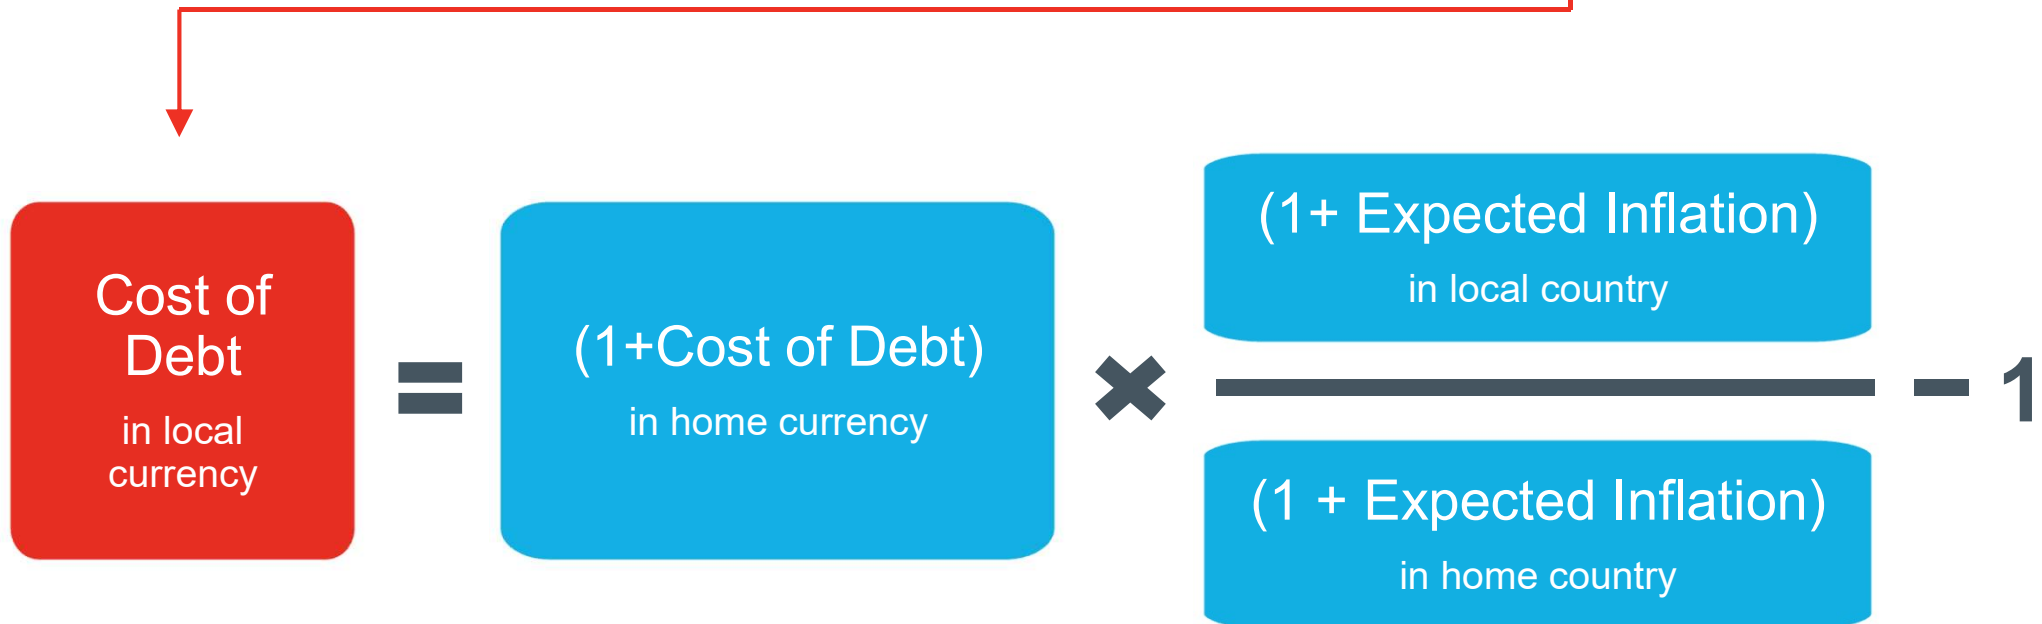 Cost of
Debt
in local
currency
=
(1+Cost of Debt)
in home currency
×
(1+ Expected Inflation)
in local country
(1 + Expected Inflation)
in home country
− 1